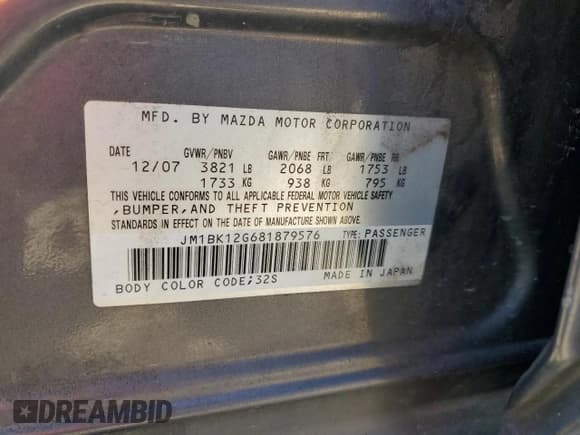 MFD. BY MAZDA MOTOR CORPORATION
DATE GVWR/PNBV GAWR/PNBE FRT GAWR/PNBE RR
12/07 3821 LB 2068 LB 1753 LB
1733 KG 938 KG 795 KG
THIS VEHICLE CONFORMS TO ALL APPLICABLE FEDERAL MOTOR VEHICLE SAFETY
,BUMPER,AND THEFT PREVENTION
STANDARDS IN EFFECT ON THE DATE OF MANUFACTURE SHOWN ABOVE.
JM1BK12G681879576 TYPE: PASSENGER
BODY COLOR CODE;32S MADE IN JAPAN
DREAMBID